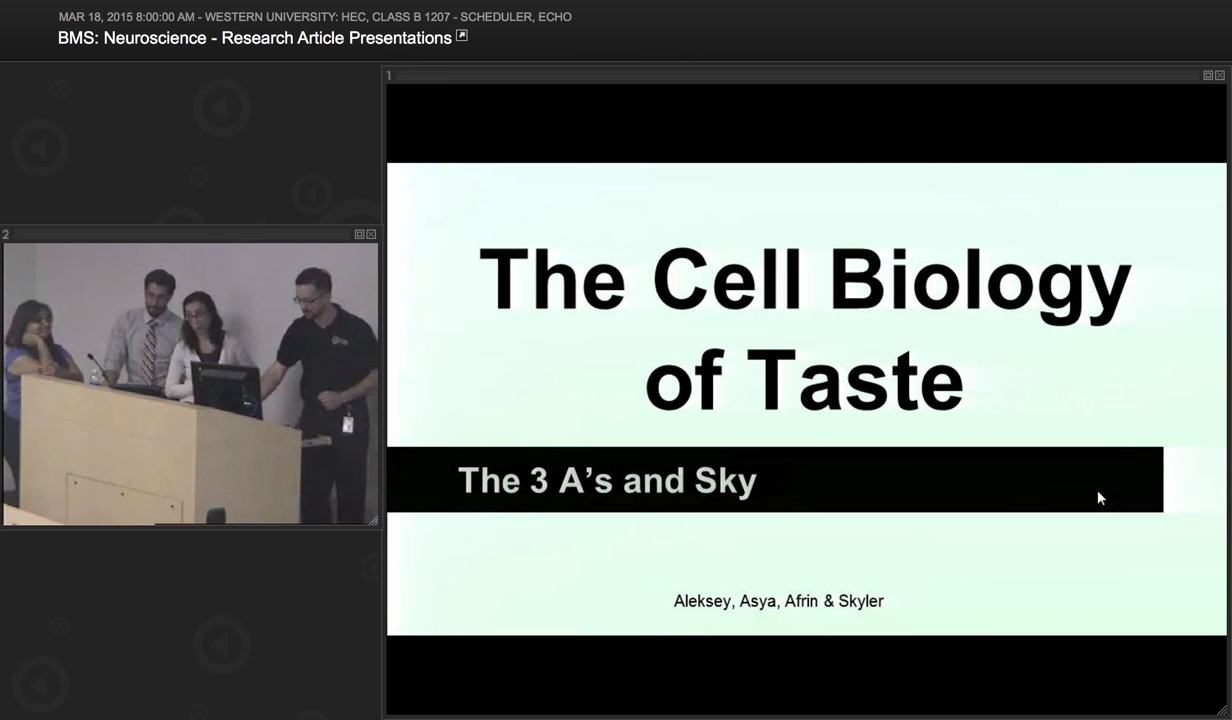 MAR 18, 2015 8:00:00 AM - WESTERN UNIVERSITY: HEC, CLASS B 1207 - SCHEDULER, ECHO
BMS: Neuroscience - Research Article Presentations
1
2
The Cell Biology
of Taste
The 3 A’s and Sky
Aleksey, Asya, Afrin & Skyler